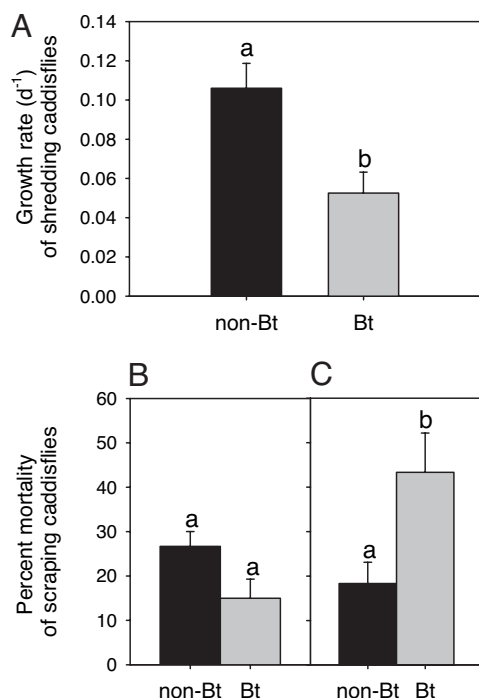 A
0.14
0.12
0.10
0.08
0.06
0.04
0.02
0.00
Growth rate (d⁻¹)
of shredding caddisflies
a
b
non-Bt Bt
B C
60
50
40
30
20
10
0
Percent mortality
of scraping caddisflies
a a a b
non-Bt Bt non-Bt Bt